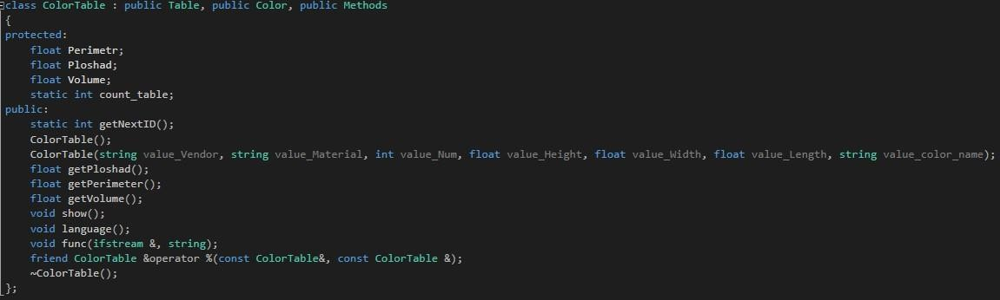 class ColorTable : public Table, public Color, public Methods
{
protected:
    float Perimetr;
    float Ploshad;
    float Volume;
    static int count_table;
public:
    static int getNextID();
    ColorTable();
    ColorTable(string value_Vendor, string value_Material, int value_Num, float value_Height, float value_Width, float value_Length, string value_color_name);
    float getPloshad();
    float getPerimeter();
    float getVolume();
    void show();
    void language();
    void func(ifstream &, string);
    friend ColorTable &operator %(const ColorTable&, const ColorTable &);
    ~ColorTable();
};